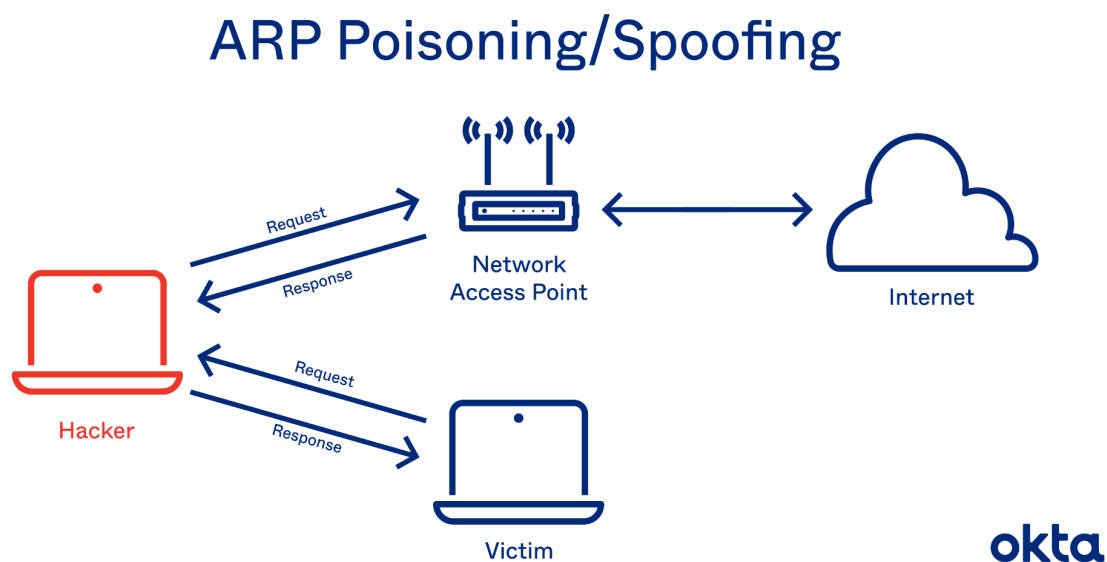 ARP Poisoning/Spoofing
Request
Response
Network
Access Point
Internet
Hacker
Request
Response
Victim
okta